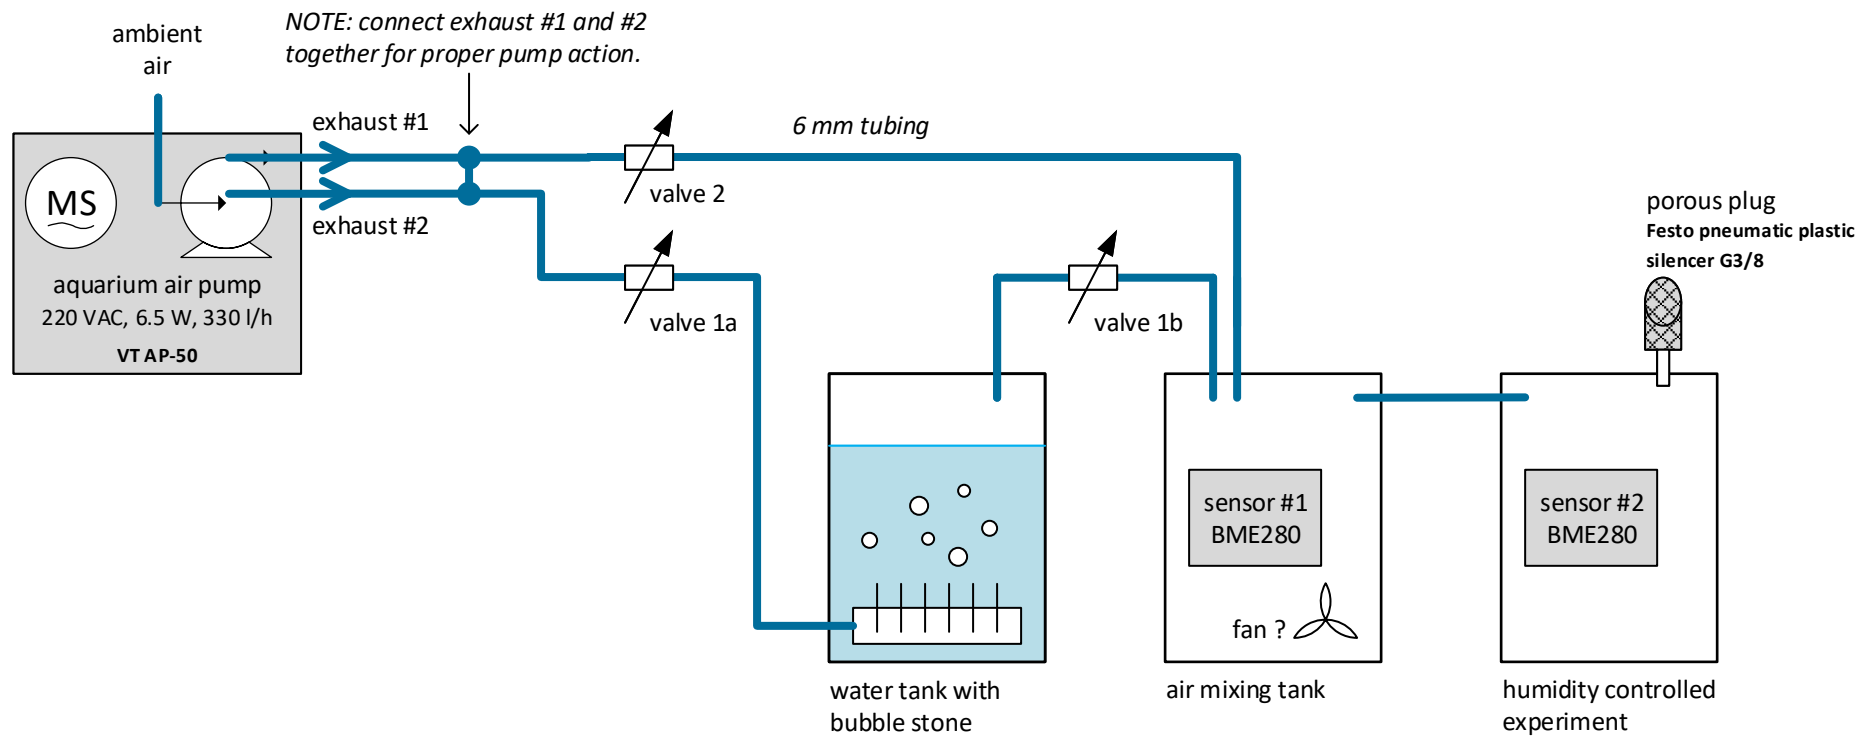 ambient
air
NOTE: connect exhaust #1 and #2
together for proper pump action.
exhaust #1
exhaust #2
MS
aquarium air pump
220 VAC, 6.5 W, 330 l/h
VT AP-50
6 mm tubing
valve 2
valve 1a
valve 1b
porous plug
Festo pneumatic plastic
silencer G3/8
sensor #1
BME280
fan ?
sensor #2
BME280
water tank with
bubble stone
air mixing tank
humidity controlled
experiment